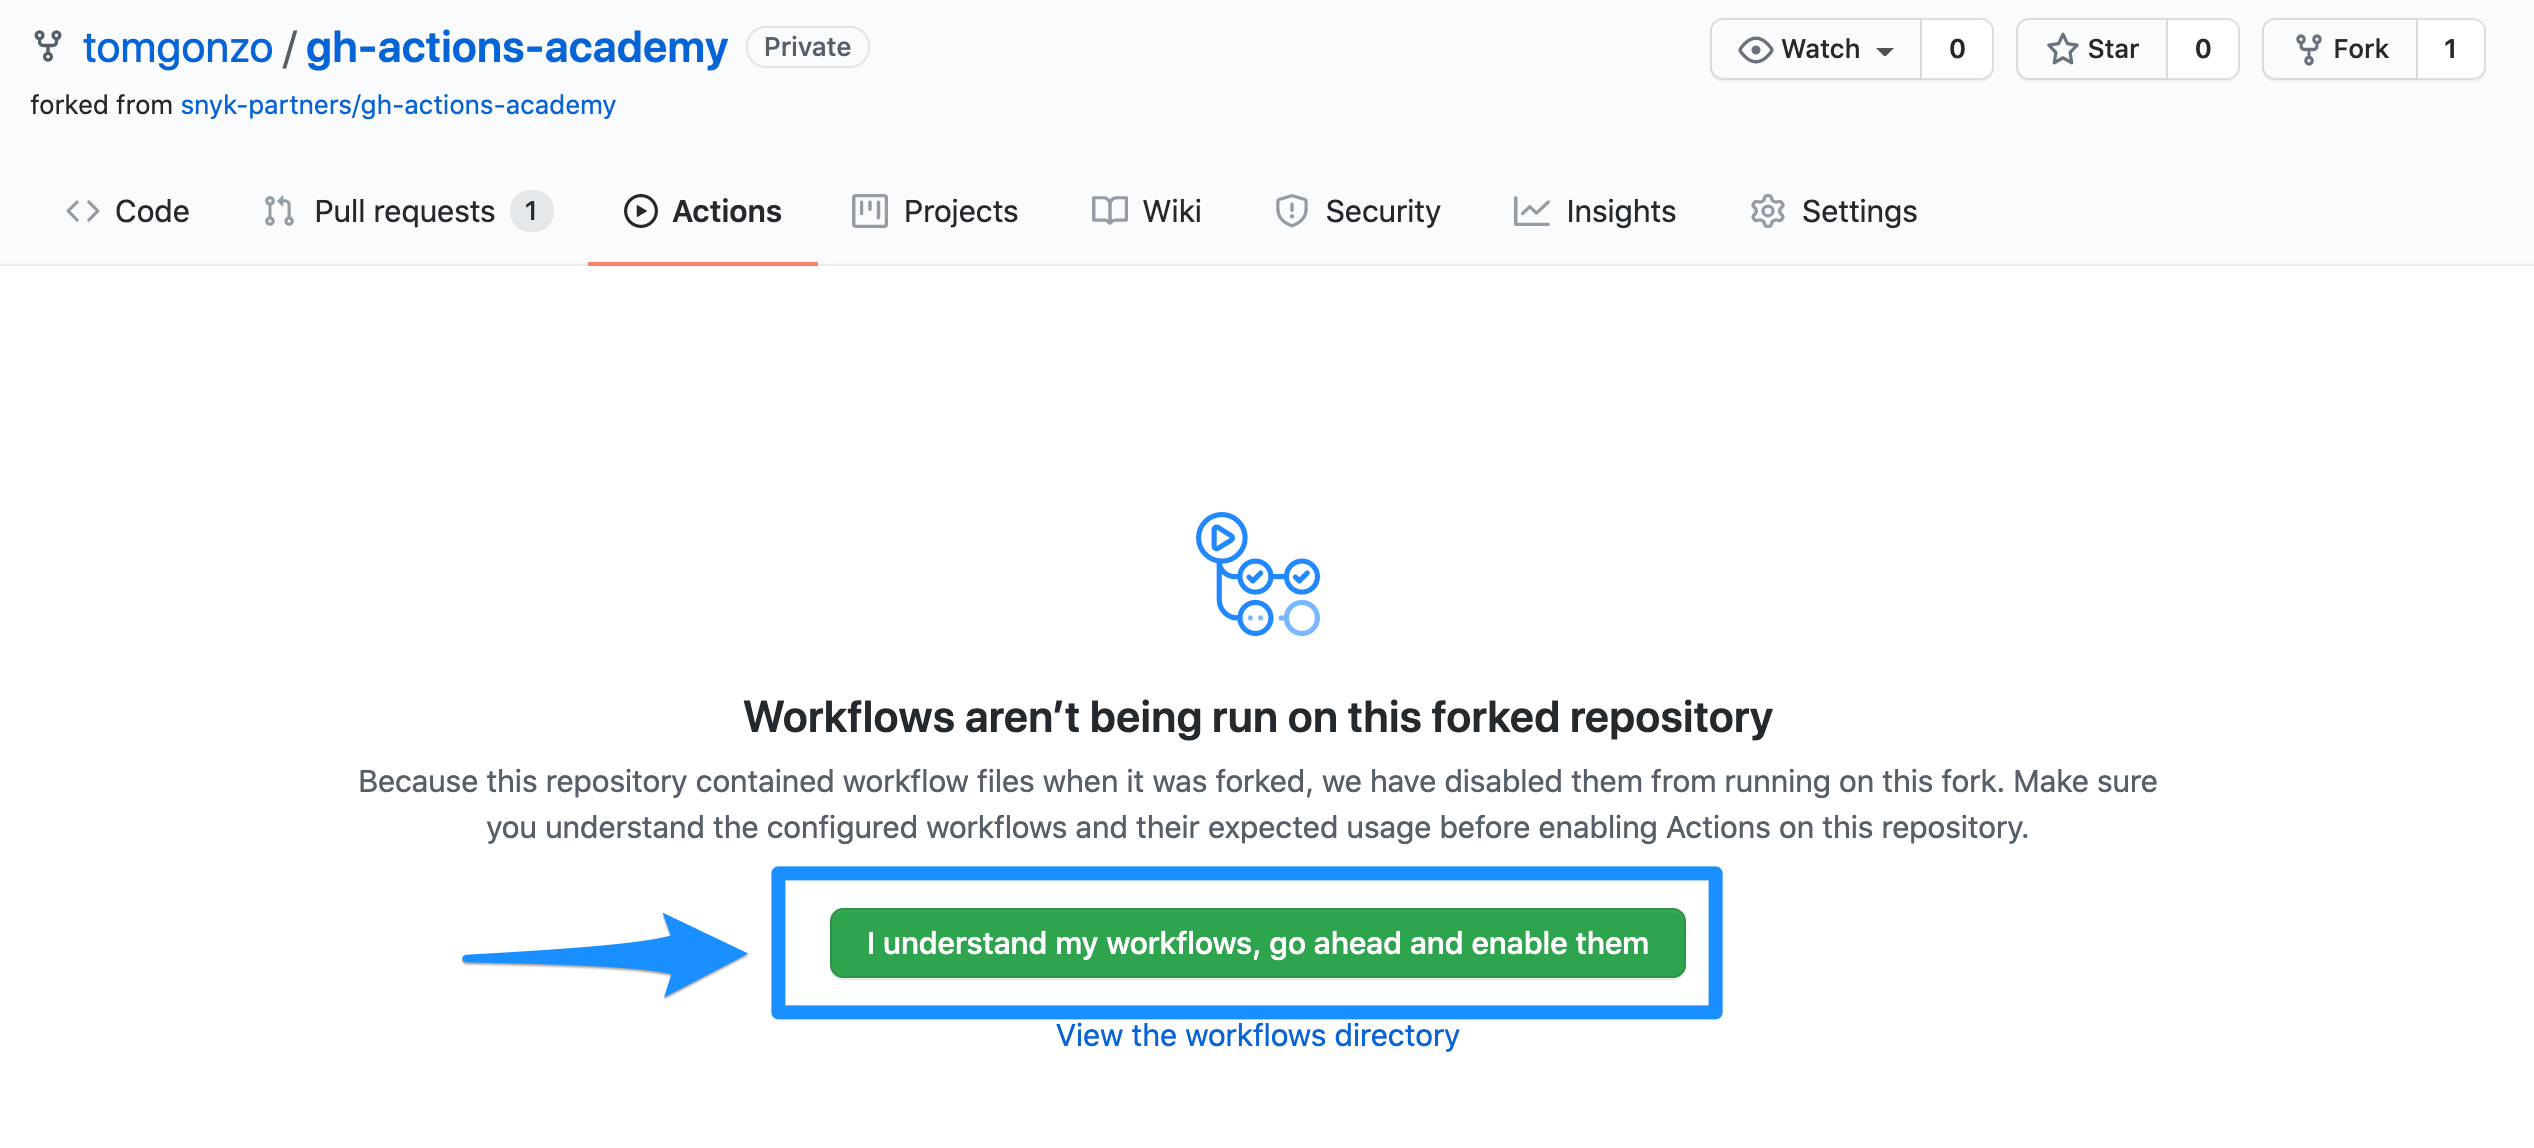 tomgonzo / gh-actions-academy Private Watch 0 Star 0 Fork 1
forked from snyk-partners/gh-actions-academy
Code Pull requests 1 Actions Projects Wiki Security Insights Settings
Workflows aren’t being run on this forked repository
Because this repository contained workflow files when it was forked, we have disabled them from running on this fork. Make sure
you understand the configured workflows and their expected usage before enabling Actions on this repository.
I understand my workflows, go ahead and enable them
View the workflows directory